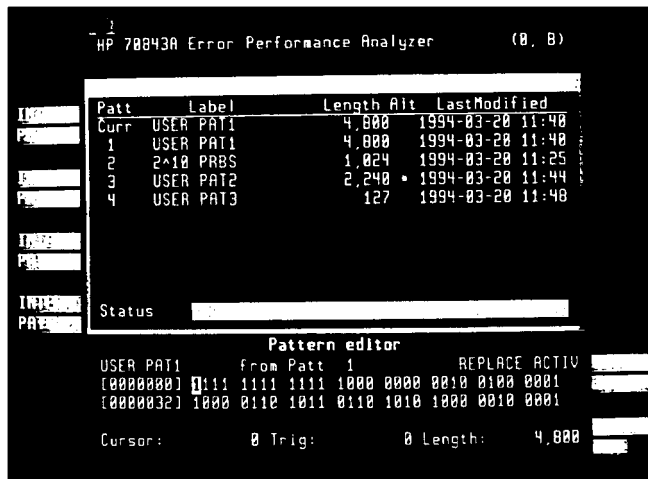 HP 70843A Error Performance Analyzer (0, B)
Patt Label Length Alt LastModified
Curr USER PAT1 4,800 1994-03-20 11:40
1 USER PAT1 4,800 1994-03-20 11:40
2 2^10 PRBS 1,024 1994-03-20 11:25
3 USER PAT2 2,240 * 1994-03-20 11:44
4 USER PAT3 127 1994-03-20 11:48
Status
Pattern editor
USER PAT1 from Patt 1 REPLACE ACTIV
[0000000] 1111 1111 1111 1000 0000 0010 0100 0001
[0000032] 1000 0110 1011 0110 1010 1000 0010 0001
Cursor: 0 Trig: 0 Length: 4,800